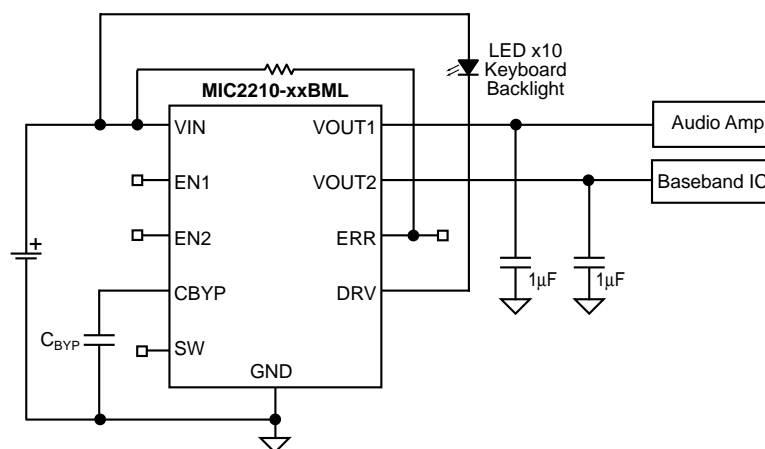 LED x10
Keyboard
Backlight
MIC2210-xxBML
VIN
VOUT1
Audio Amp
EN1
VOUT2
Baseband IC
EN2
ERR
+
CBYP
DRV
1µF
1µF
CBYP
SW
GND